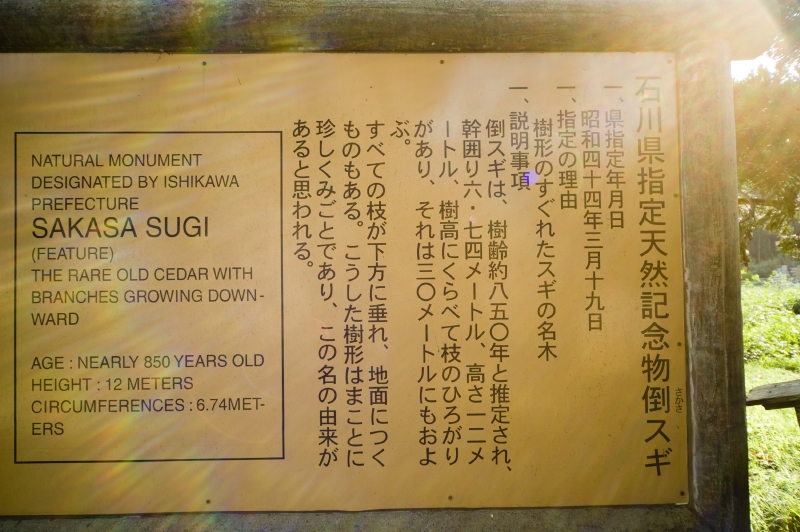 石川県指定天然記念物倒スギ
さかさ
一、県指定年月日
昭和四十四年三月十九日
一、指定の理由
樹形のすぐれたスギの名木
一、説明事項
倒スギは、樹齢約八五〇年と推定され、
幹囲り六・七四メートル、高さ一二メ
ートル、樹高にくらべて枝のひろがり
があり、それは三〇メートルにもおよ
ぶ。
すべての枝が下方に垂れ、地面につく
ものもある。こうした樹形はまことに
珍しくみごとであり、この名の由来が
あると思われる。
NATURAL MONUMENT
DESIGNATED BY ISHIKAWA
PREFECTURE
SAKASA SUGI
(FEATURE)
THE RARE OLD CEDAR WITH
BRANCHES GROWING DOWN-
WARD
AGE : NEARLY 850 YEARS OLD
HEIGHT : 12 METERS
CIRCUMFERENCES : 6.74MET-
ERS